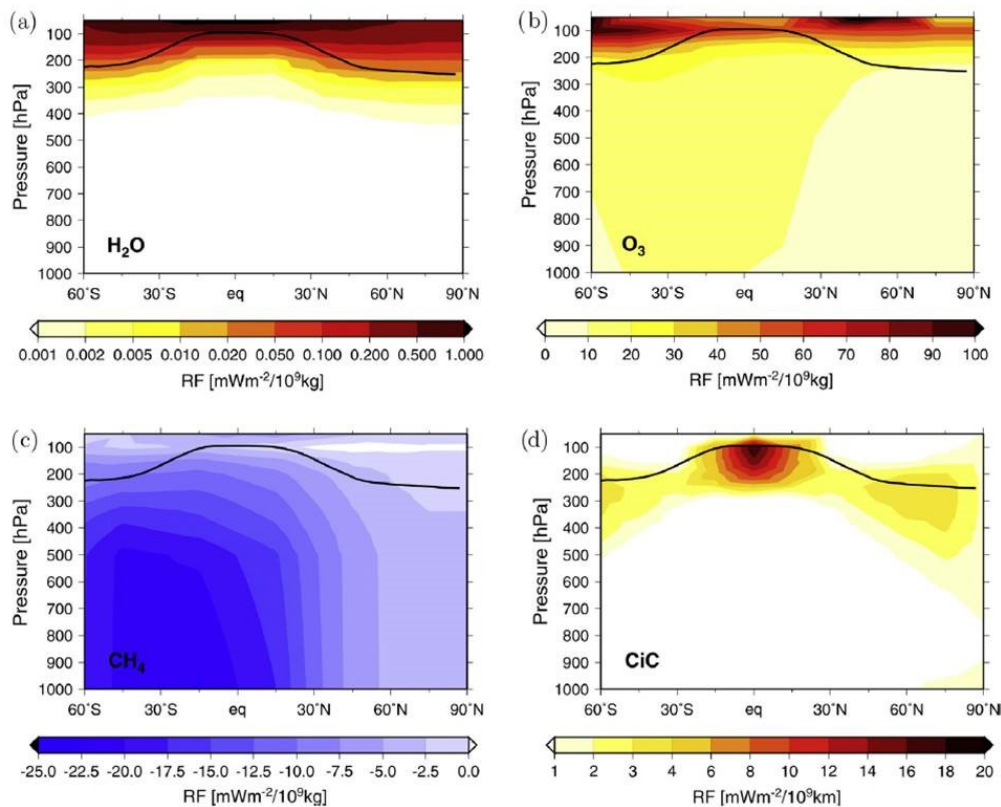 (a)
Pressure [hPa]
100
200
300
400
500
600
700
800
900
1000
H₂O
60°S 30°S eq 30°N 60°N 90°N
0.001 0.002 0.005 0.010 0.020 0.050 0.100 0.200 0.500 1.000
RF [mWm⁻²/10⁹kg]
(b)
Pressure [hPa]
100
200
300
400
500
600
700
800
900
1000
O₃
60°S 30°S eq 30°N 60°N 90°N
0 10 20 30 40 50 60 70 80 90 100
RF [mWm⁻²/10⁹kg]
(c)
Pressure [hPa]
100
200
300
400
500
600
700
800
900
1000
CH₄
60°S 30°S eq 30°N 60°N 90°N
-25.0 -22.5 -20.0 -17.5 -15.0 -12.5 -10.0 -7.5 -5.0 -2.5 0.0
RF [mWm⁻²/10⁹kg]
(d)
Pressure [hPa]
100
200
300
400
500
600
700
800
900
1000
CiC
60°S 30°S eq 30°N 60°N 90°N
1 2 3 4 6 8 10 12 14 16 18 20
RF [mWm⁻²/10⁹km]